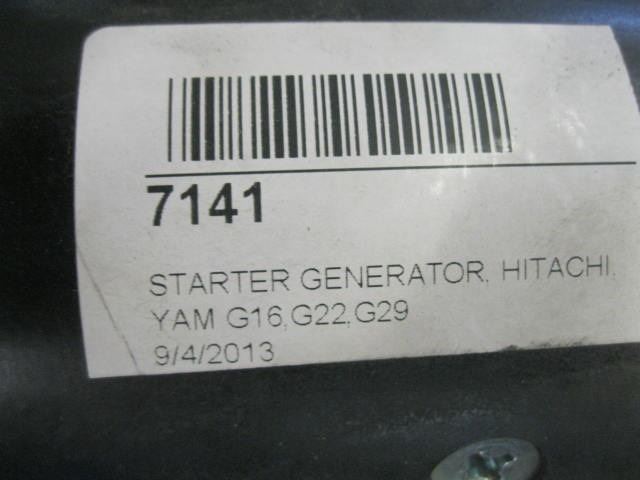 7141
STARTER GENERATOR, HITACHI,
YAM G16,G22,G29
9/4/2013